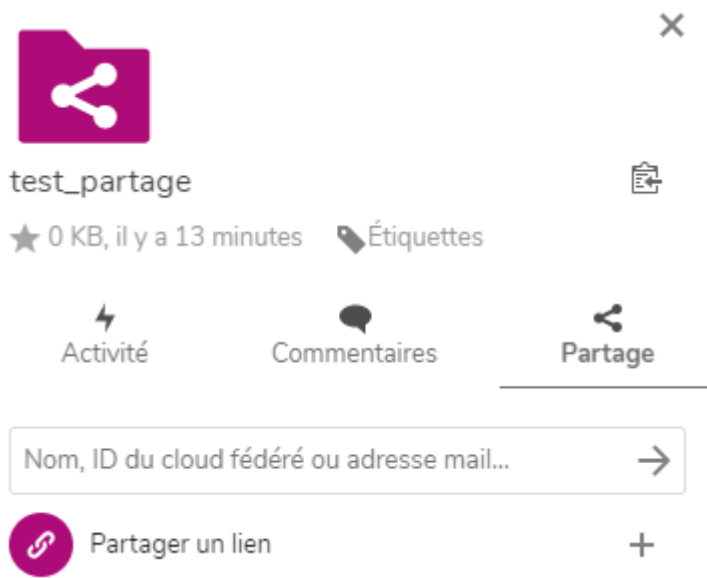 test_partage
0 KB, il y a 13 minutes Étiquettes
Activité Commentaires Partage
Nom, ID du cloud fédéré ou adresse mail...
Partager un lien